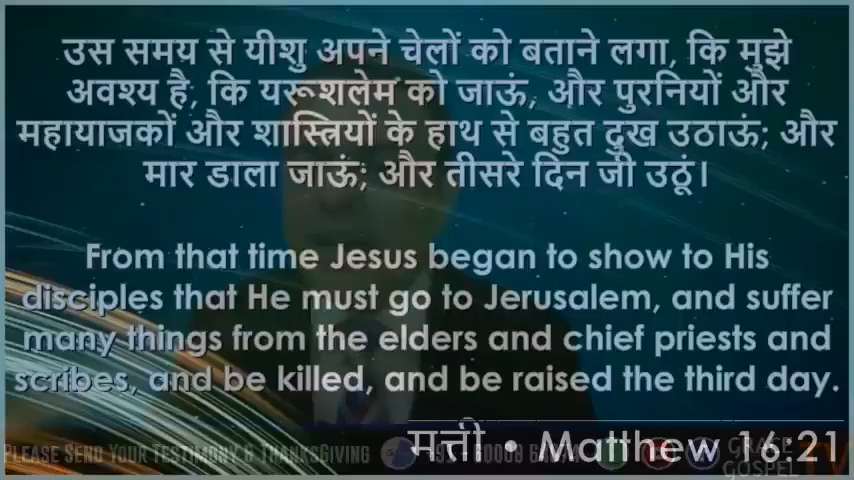 उस समय से यीशु अपने चेलों को बताने लगा, कि मुझे
अवश्य है, कि यरूशलेम को जाऊं, और पुरनियों और
महायाजकों और शास्त्रियों के हाथ से बहुत दुख उठाऊं; और
मार डाला जाऊं; और तीसरे दिन जी उठूं।
From that time Jesus began to show to His
disciples that He must go to Jerusalem, and suffer
many things from the elders and chief priests and
scribes, and be killed, and be raised the third day.
मत्ती • Matthew 16:21
PLEASE SEND YOUR TESTIMONY & THANKSGIVING
GRACE
GOSPEL TV